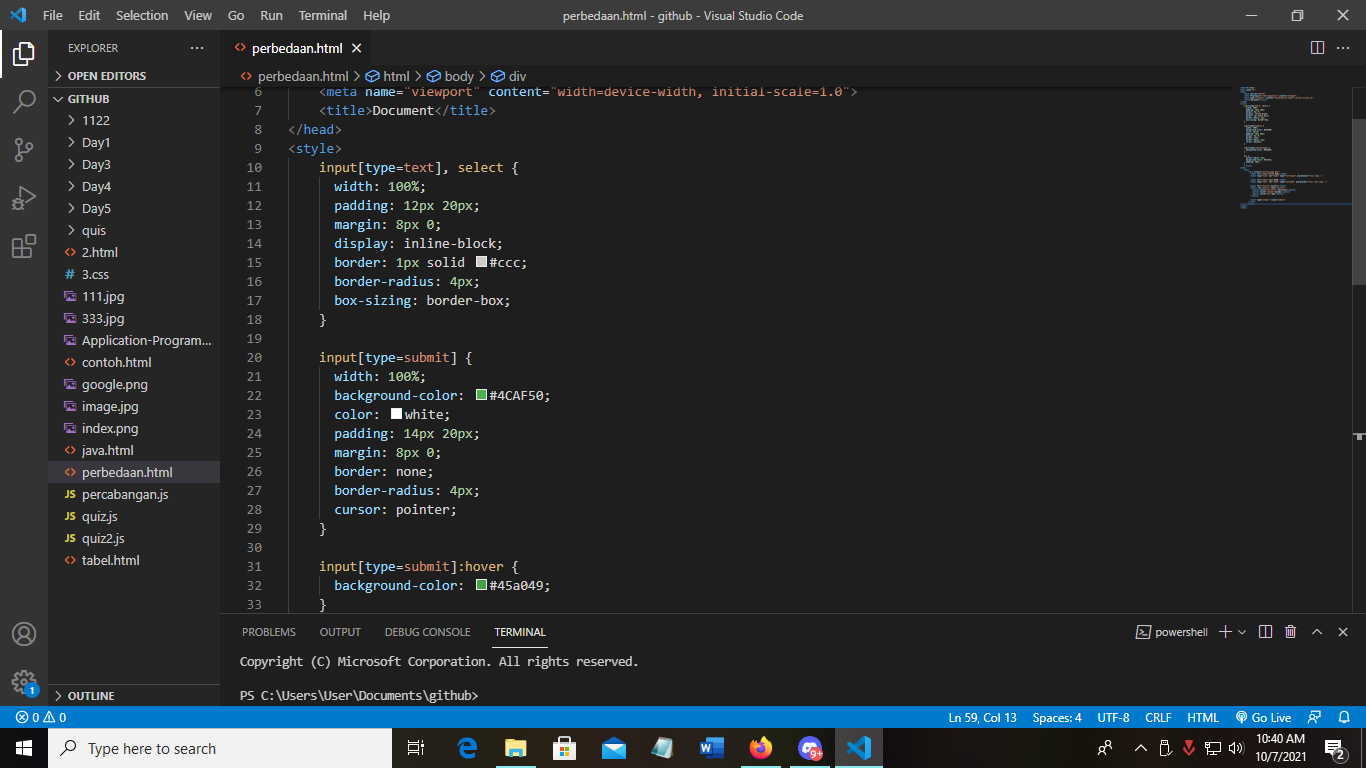 File Edit Selection View Go Run Terminal Help
perbedaan.html - github - Visual Studio Code
EXPLORER
OPEN EDITORS
GITHUB
1122
Day1
Day3
Day4
Day5
quis
2.html
3.css
111.jpg
333.jpg
Application-Program...
contoh.html
google.png
image.jpg
index.png
java.html
perbedaan.html
percabangan.js
quiz.js
quiz2.js
tabel.html
OUTLINE
perbedaan.html
perbedaan.html > html > body > div
6 <meta name="viewport" content="width=device-width, initial-scale=1.0">
7 <title>Document</title>
8 </head>
9 <style>
10 input[type=text], select {
11 width: 100%;
12 padding: 12px 20px;
13 margin: 8px 0;
14 display: inline-block;
15 border: 1px solid #ccc;
16 border-radius: 4px;
17 box-sizing: border-box;
18 }
19
20 input[type=submit] {
21 width: 100%;
22 background-color: #4CAF50;
23 color: white;
24 padding: 14px 20px;
25 margin: 8px 0;
26 border: none;
27 border-radius: 4px;
28 cursor: pointer;
29 }
30
31 input[type=submit]:hover {
32 background-color: #45a049;
33 }
PROBLEMS OUTPUT DEBUG CONSOLE TERMINAL
powershell
Copyright (C) Microsoft Corporation. All rights reserved.
PS C:\Users\User\Documents\github>
1
0 0
Ln 59, Col 13 Spaces: 4 UTF-8 CRLF HTML Go Live
Type here to search
9+
10:40 AM
10/7/2021
2